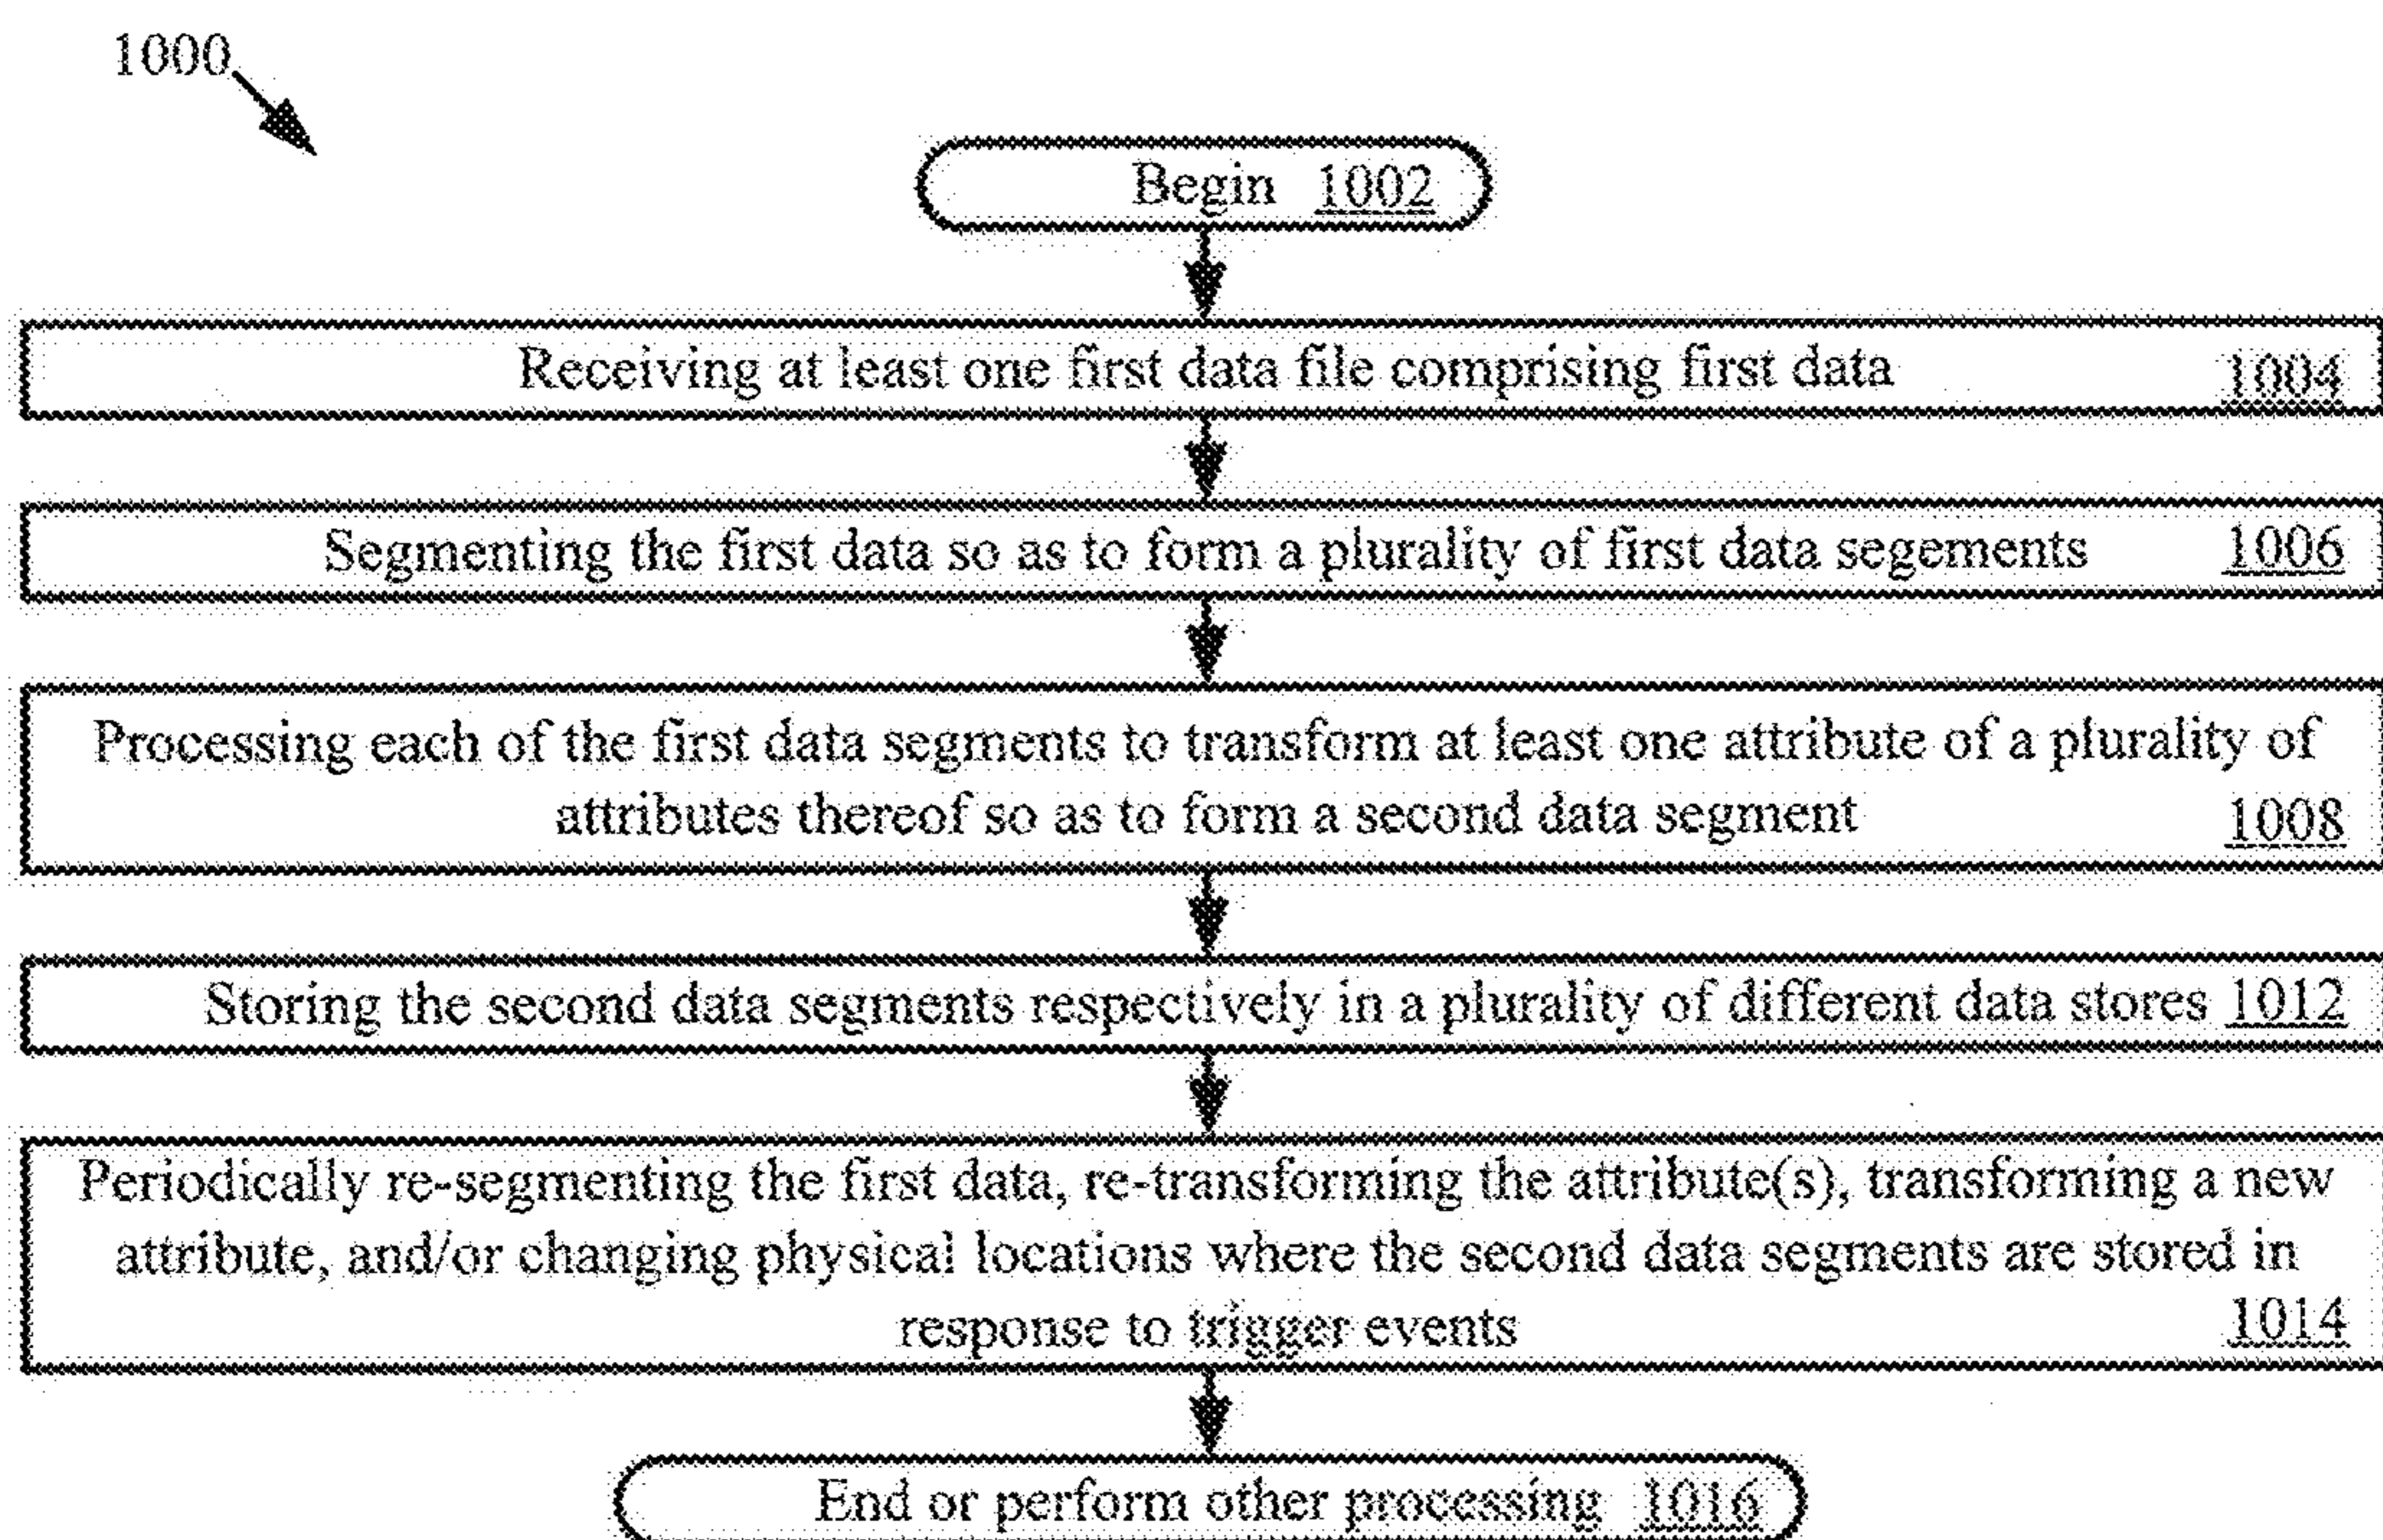 1000
Begin 1002
Receiving at least one first data file comprising first data 1004
Segmenting the first data so as to form a plurality of first data segements 1006
Processing each of the first data segments to transform at least one attribute of a plurality of
attributes thereof so as to form a second data segment 1008
Storing the second data segments respectively in a plurality of different data stores 1012
Periodically re-segmenting the first data, re-transforming the attribute(s), transforming a new
attribute, and/or changing physical locations where the second data segments are stored in
response to trigger events 1014
End or perform other processing 1016